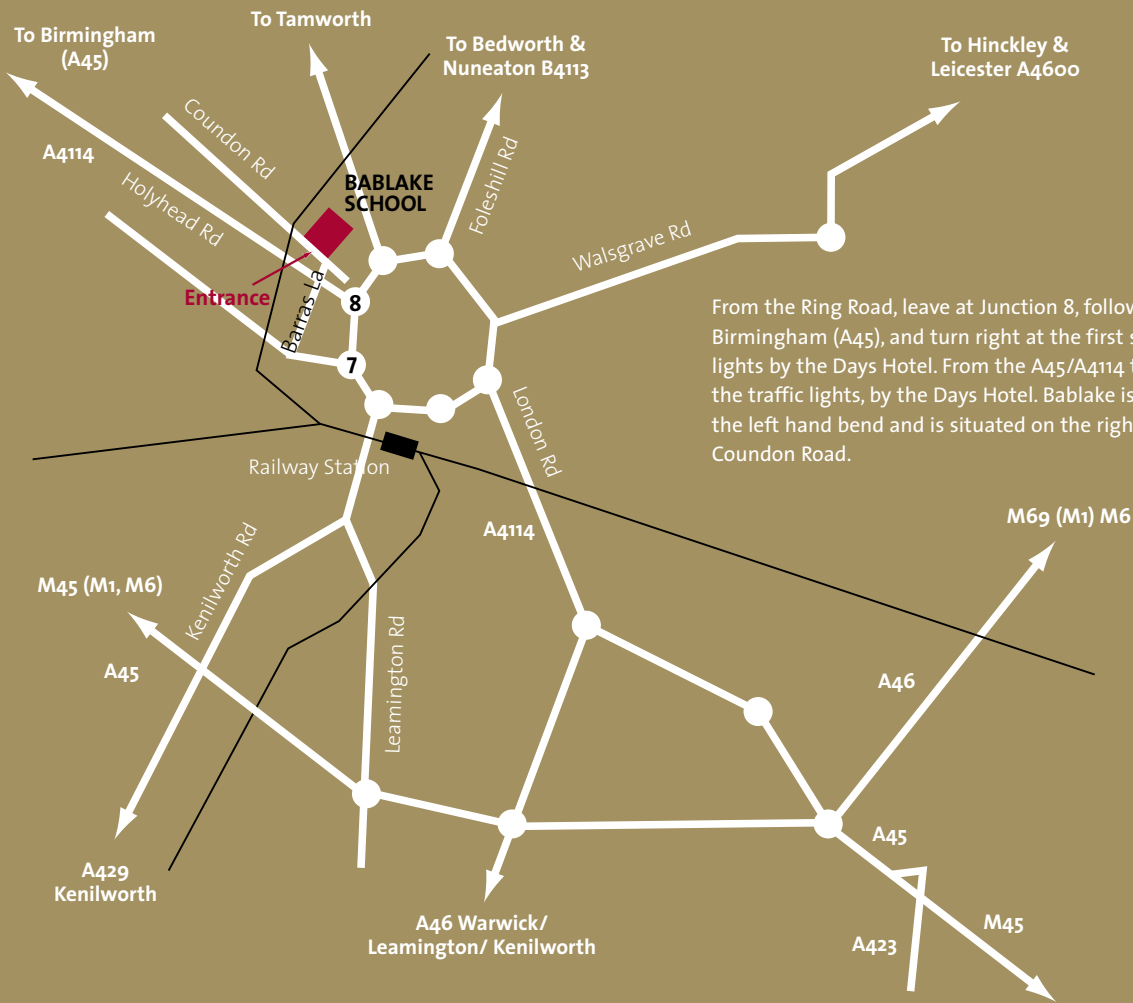 To Birmingham
(A45)
To Tamworth
To Bedworth &
Nuneaton B4113
To Hinckley &
Leicester A4600
A4114
Coundon Rd
Holyhead Rd
BABLAKE
SCHOOL
Foleshill Rd
Walsgrave Rd
Entrance
Barras La
8
7
From the Ring Road, leave at Junction 8, follow
Birmingham (A45), and turn right at the first
lights by the Days Hotel. From the A45/A4114
the traffic lights, by the Days Hotel. Bablake is
the left hand bend and is situated on the right
Coundon Road.
London Rd
Railway Station
A4114
M69 (M1) M6
Kenilworth Rd
M45 (M1, M6)
A45
Leamington Rd
A46
A45
A429
Kenilworth
A46 Warwick/
Leamington/ Kenilworth
A423
M45